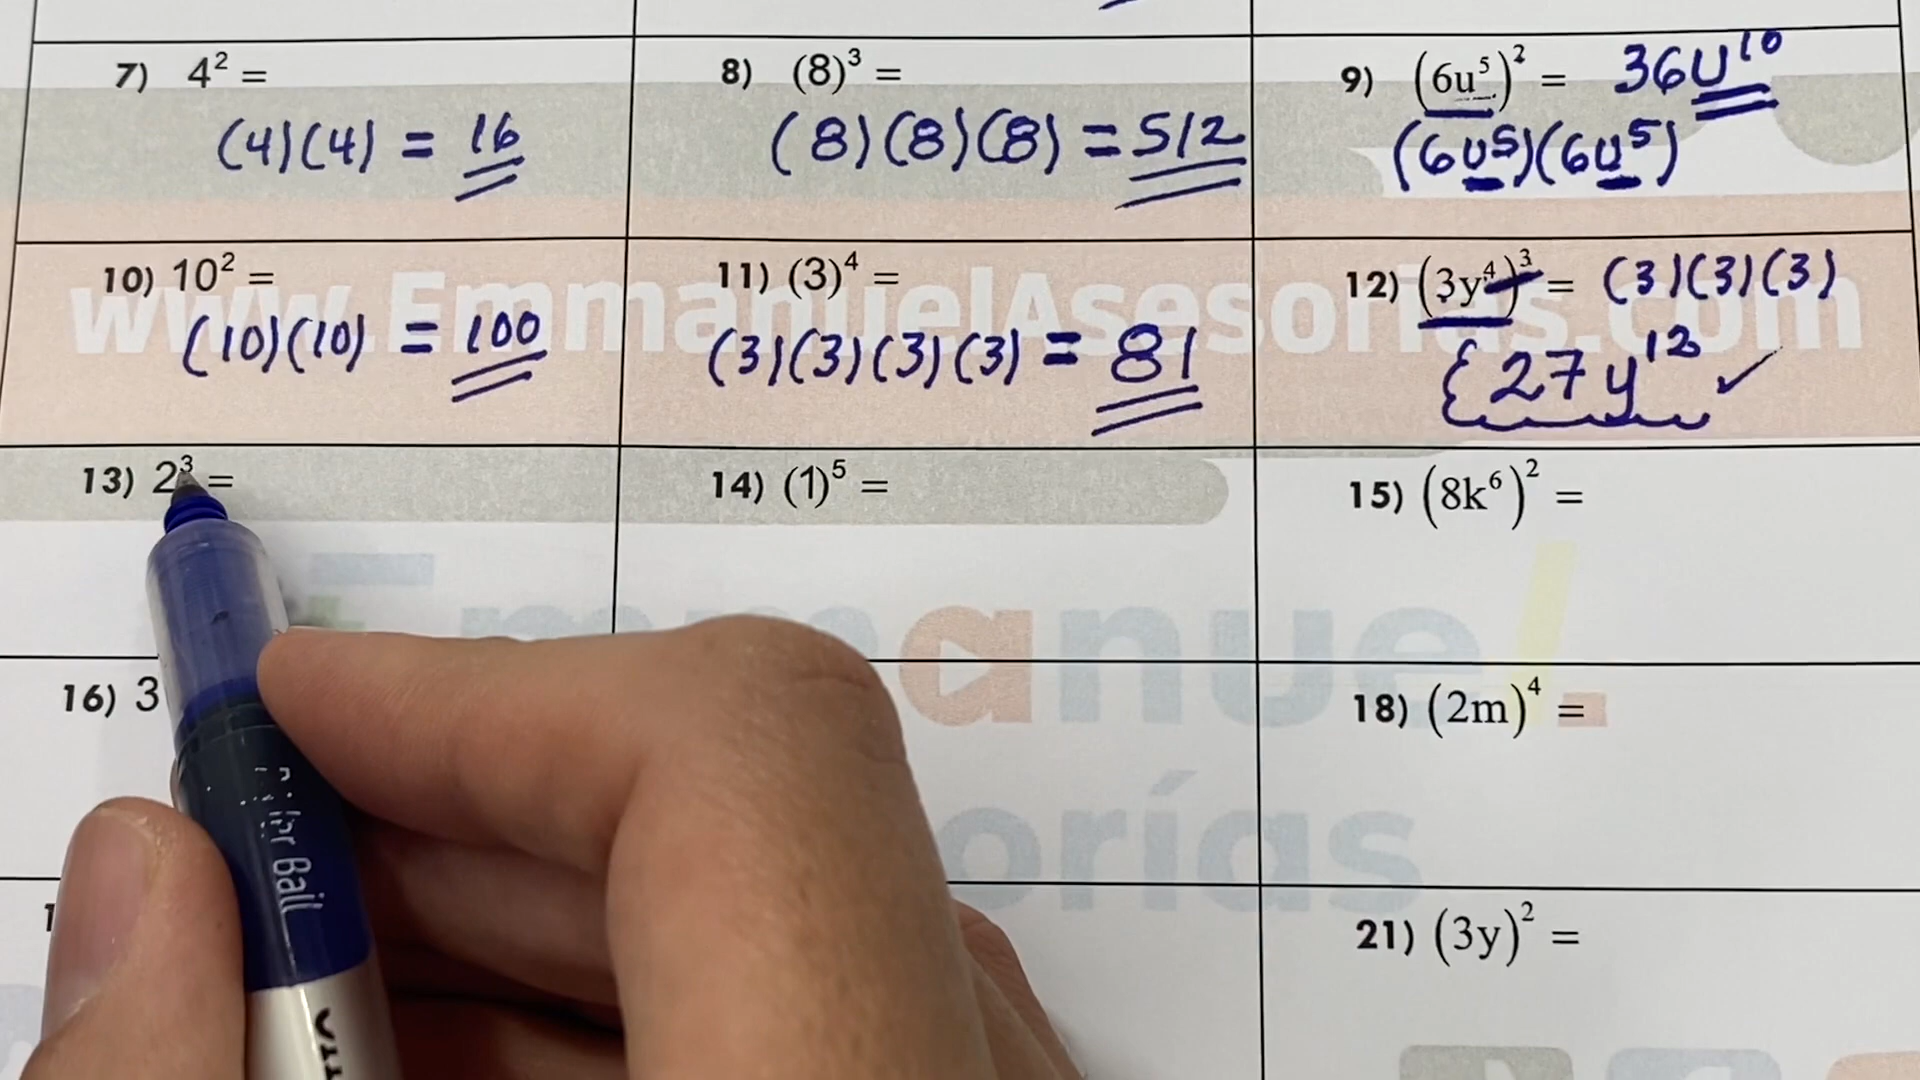 7) 4² =
(4)(4) = 16
8) (8)³ =
(8)(8)(8) = 512
9) (6u⁵)² = 36u¹⁰
(6u⁵)(6u⁵)
10) 10² =
(10)(10) = 100
11) (3)⁴ =
(3)(3)(3)(3) = 81
12) (3y⁴)³ = (3)(3)(3)
{27y¹²
www.EmmanuelAsesorías.com
13) 2³ =
14) (1)⁵ =
15) (8k⁶)² =
16) 3
18) (2m)⁴ =
21) (3y)² =